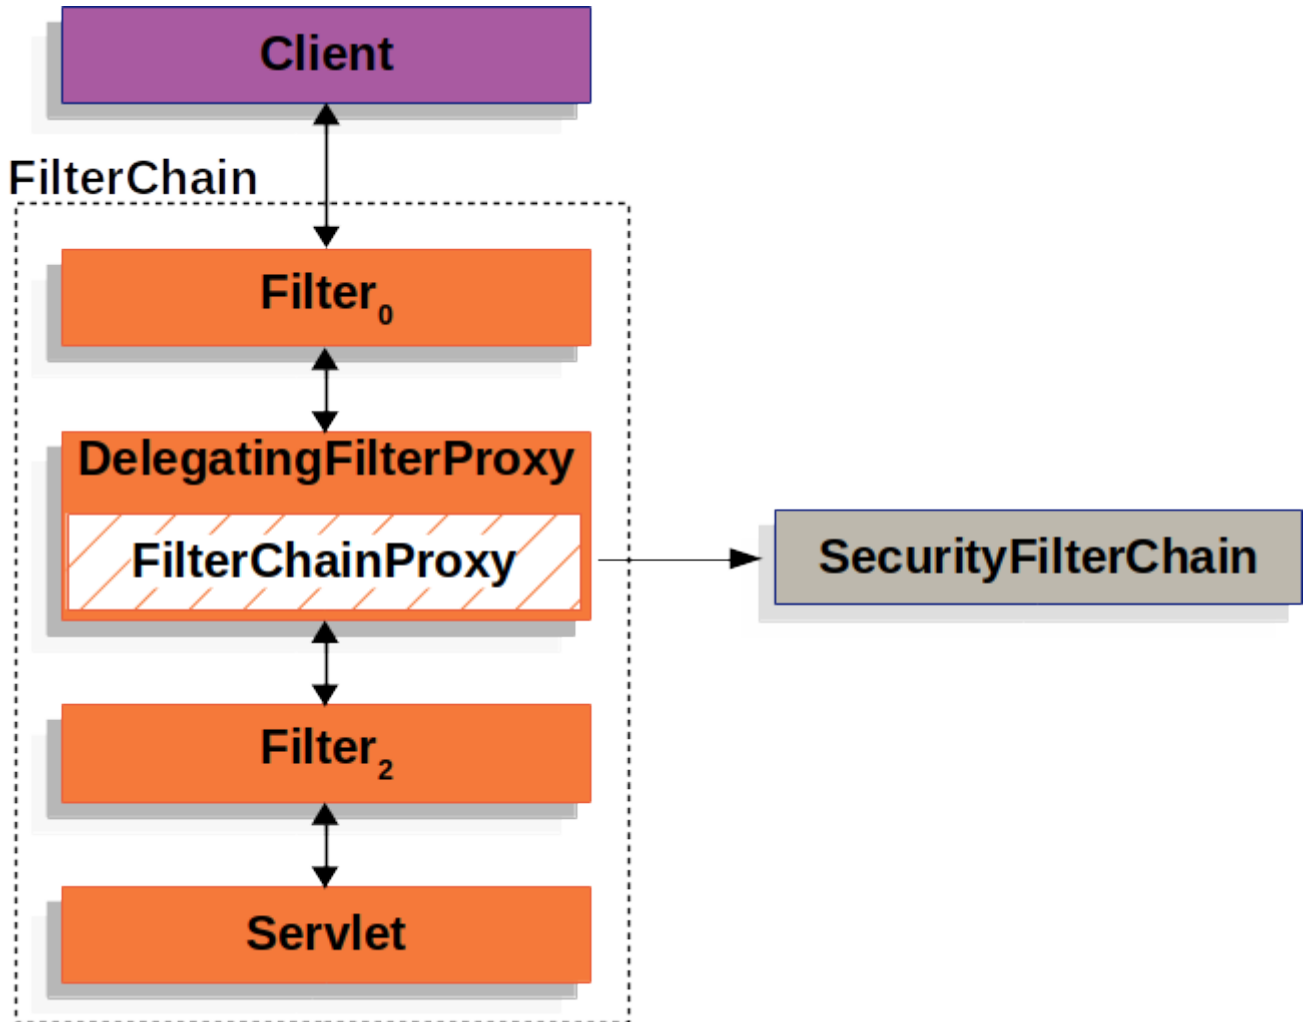 Client
FilterChain
Filter0
DelegatingFilterProxy
FilterChainProxy
SecurityFilterChain
Filter2
Servlet